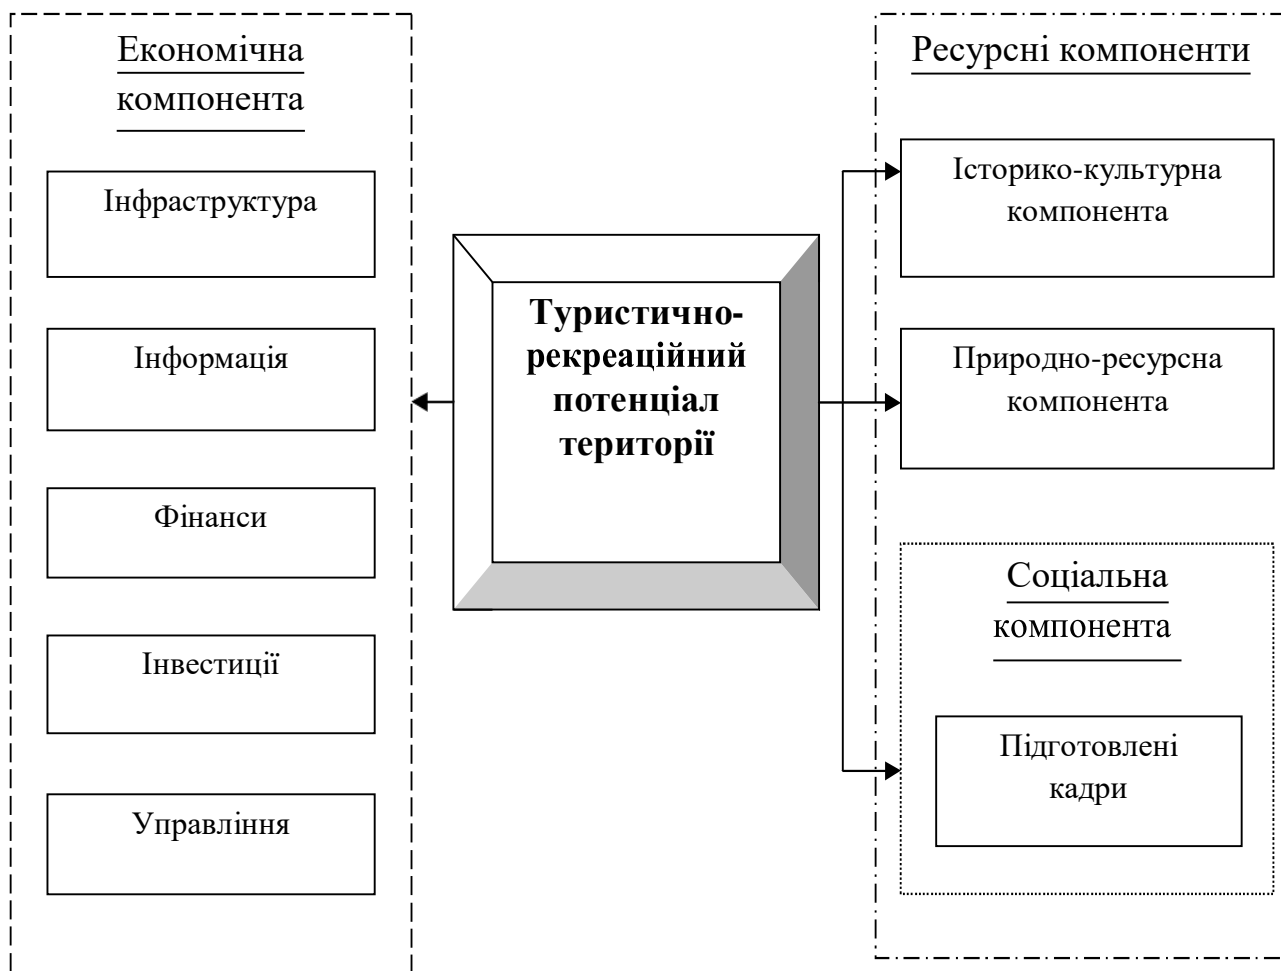 Економічна
компонента
Інфраструктура
Інформація
Фінанси
Інвестиції
Управління
Туристично-
рекреаційний
потенціал
території
Ресурсні компоненти
Історико-культурна
компонента
Природно-ресурсна
компонента
Соціальна
компонента
Підготовлені
кадри